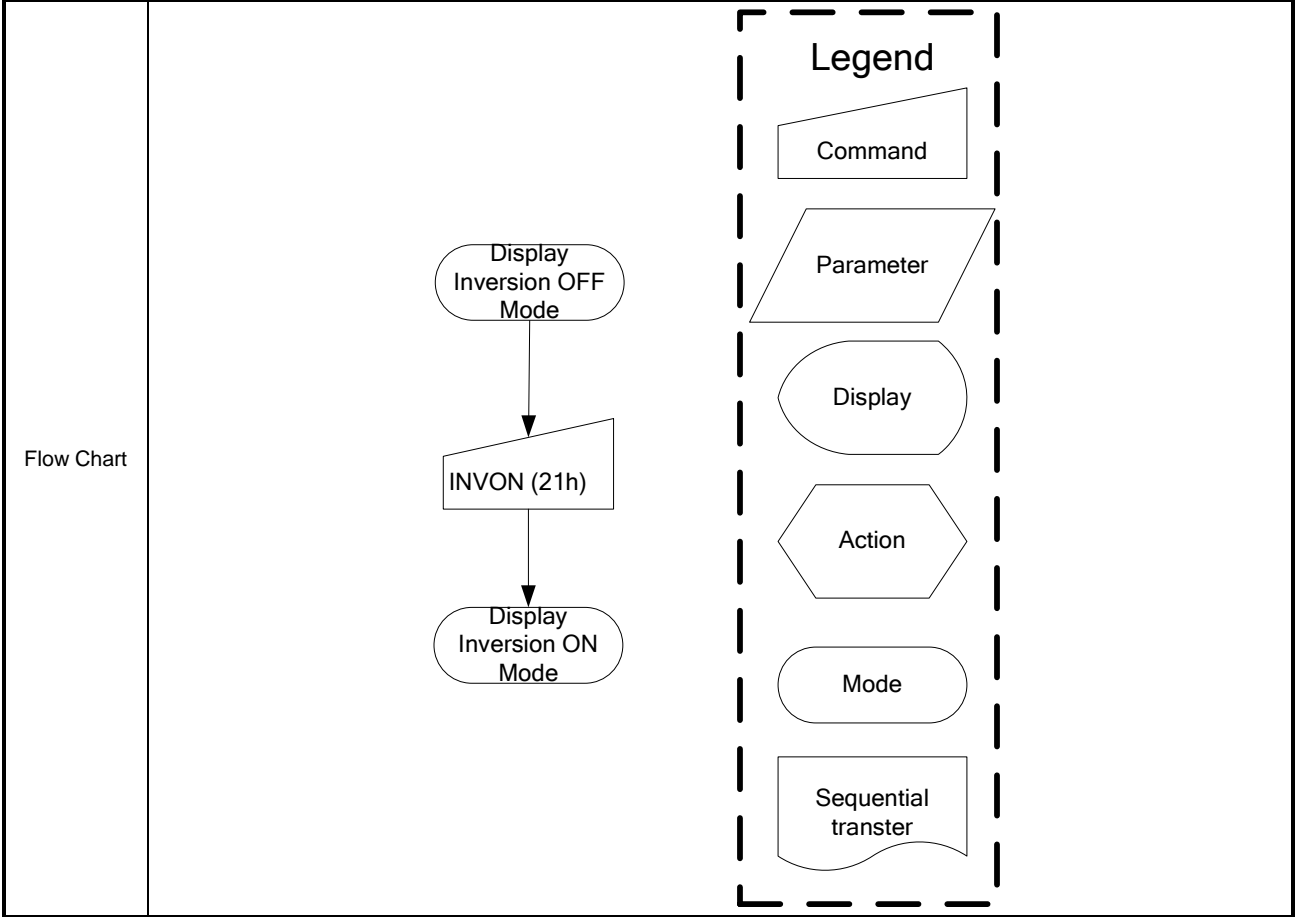 Flow Chart
Display
Inversion OFF
Mode
INVON (21h)
Display
Inversion ON
Mode
Legend
Command
Parameter
Display
Action
Mode
Sequential
transter